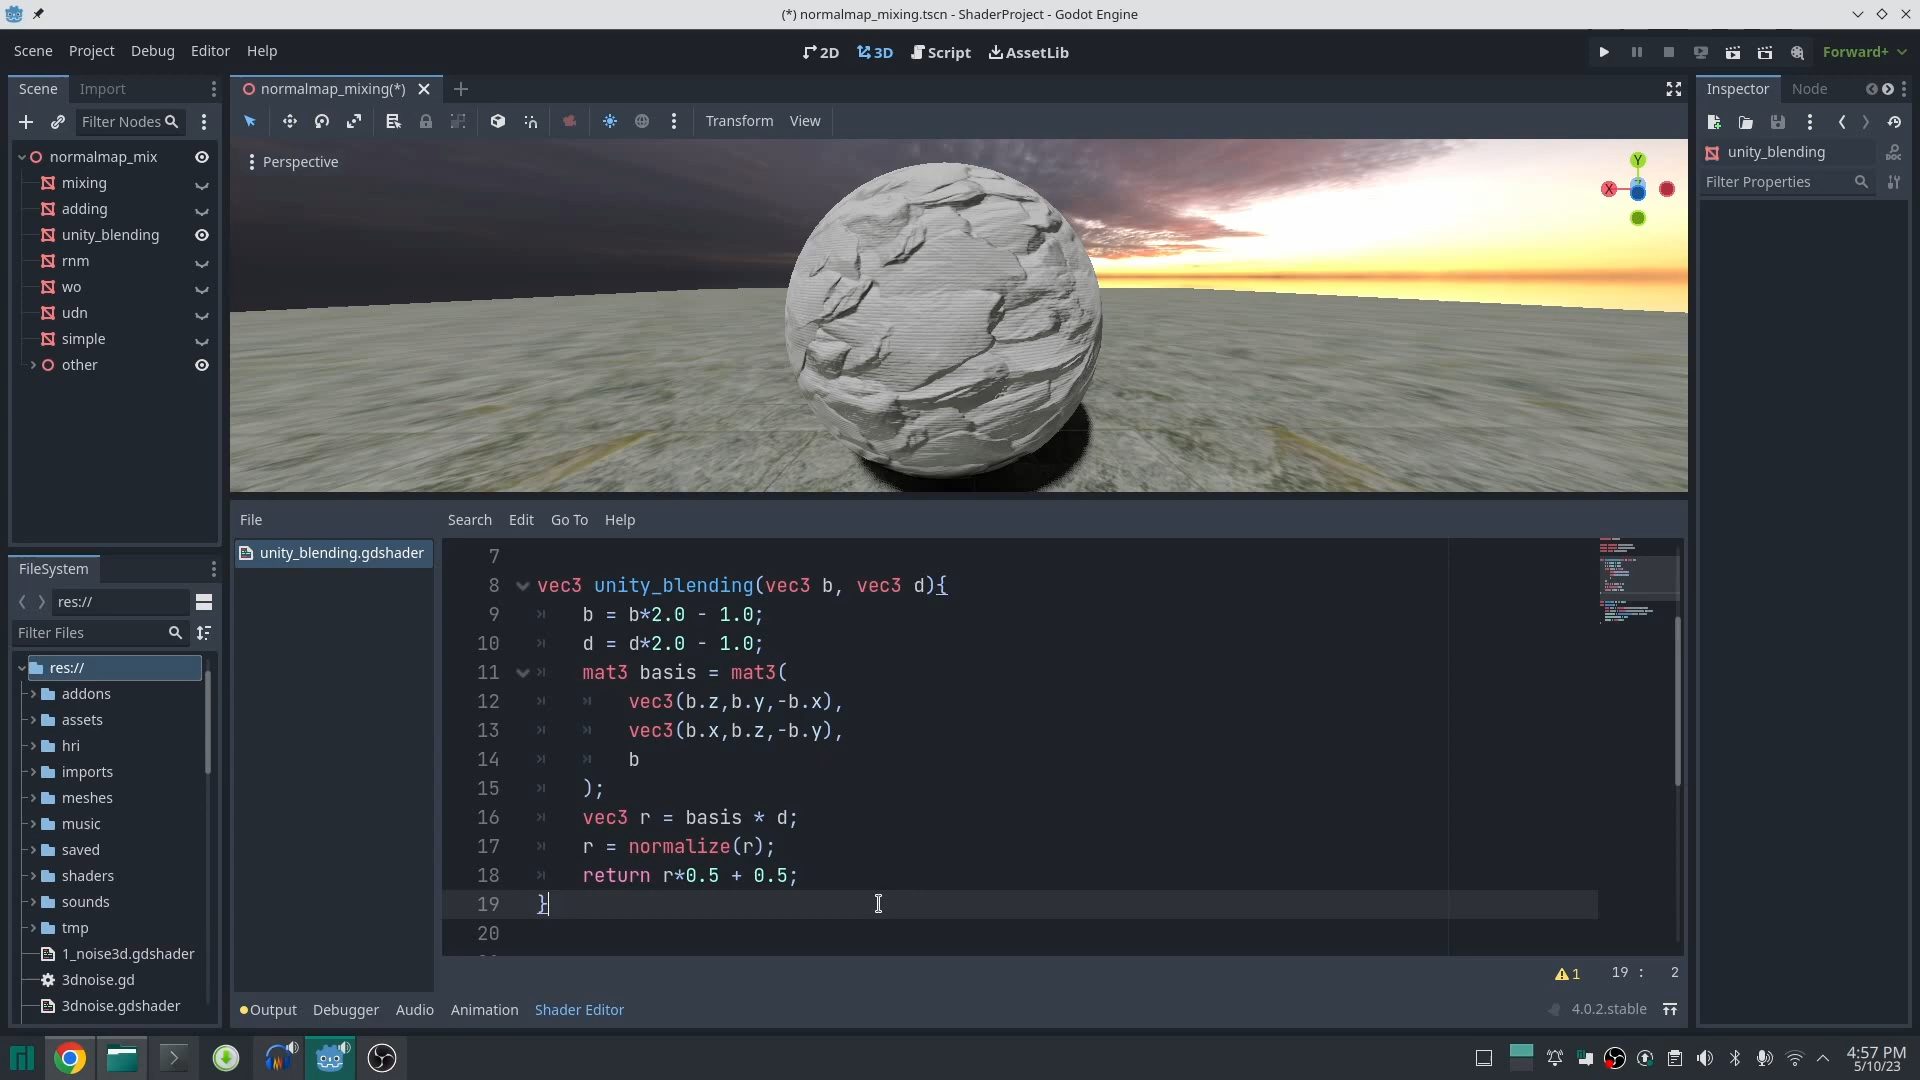 (*) normalmap_mixing.tscn - ShaderProject - Godot Engine
Scene Project Debug Editor Help
2D 3D Script AssetLib
Forward+
Scene Import
Filter Nodes
normalmap_mix
mixing
adding
unity_blending
rnm
wo
udn
simple
other
FileSystem
res://
Filter Files
res://
addons
assets
hri
imports
meshes
music
saved
shaders
sounds
tmp
1_noise3d.gdshader
3dnoise.gd
3dnoise.gdshader
normalmap_mixing(*)
Transform View
Perspective
Y
X
File
unity_blending.gdshader
Search Edit Go To Help
7
8 vec3 unity_blending(vec3 b, vec3 d){
9 b = b*2.0 - 1.0;
10 d = d*2.0 - 1.0;
11 mat3 basis = mat3(
12 vec3(b.z,b.y,-b.x),
13 vec3(b.x,b.z,-b.y),
14 b
15 );
16 vec3 r = basis * d;
17 r = normalize(r);
18 return r*0.5 + 0.5;
19 }
20
1 19 : 2
Output Debugger Audio Animation Shader Editor
4.0.2.stable
Inspector Node
unity_blending
DOC
Filter Properties
4:57 PM
5/10/23